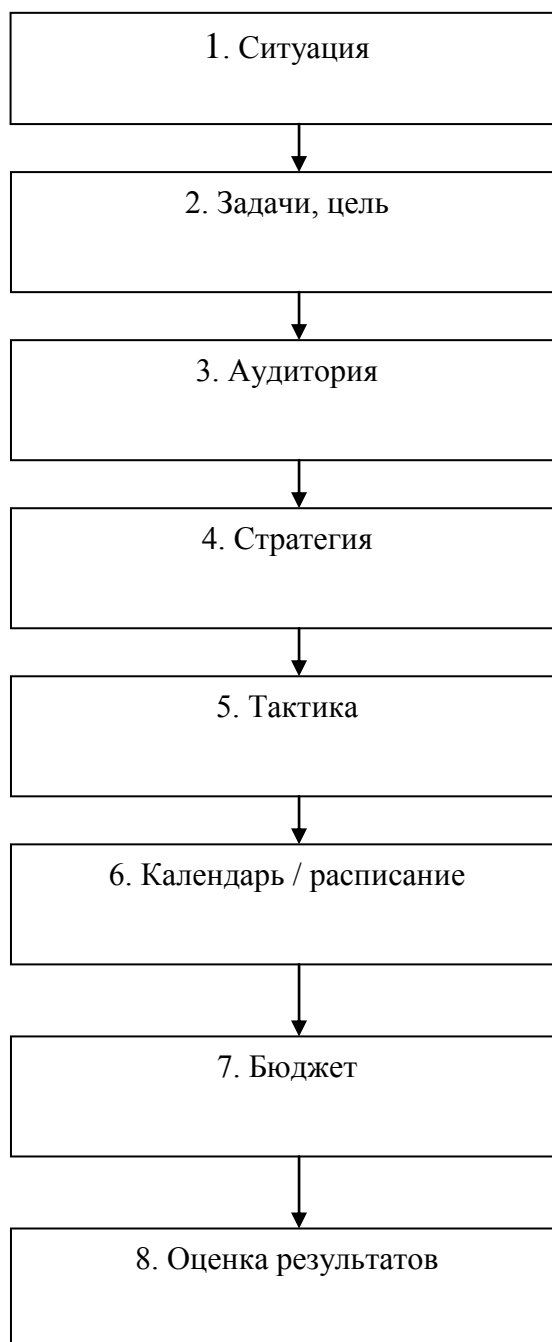 1. Ситуация
2. Задачи, цель
3. Аудитория
4. Стратегия
5. Тактика
6. Календарь / расписание
7. Бюджет
8. Оценка результатов